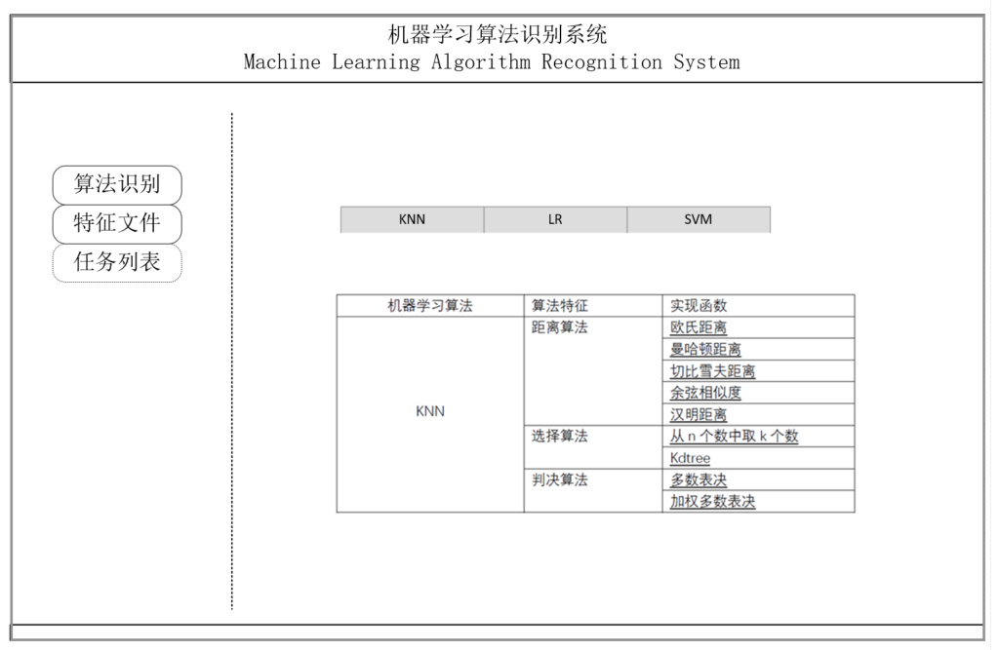 机器学习算法识别系统
Machine Learning Algorithm Recognition System
算法识别
特征文件
任务列表
KNN LR SVM
机器学习算法 算法特征 实现函数
距离算法 欧氏距离
曼哈顿距离
切比雪夫距离
余弦相似度
KNN
汉明距离
选择算法 从 n 个数中取 k 个数
Kdtree
判决算法 多数表决
加权多数表决